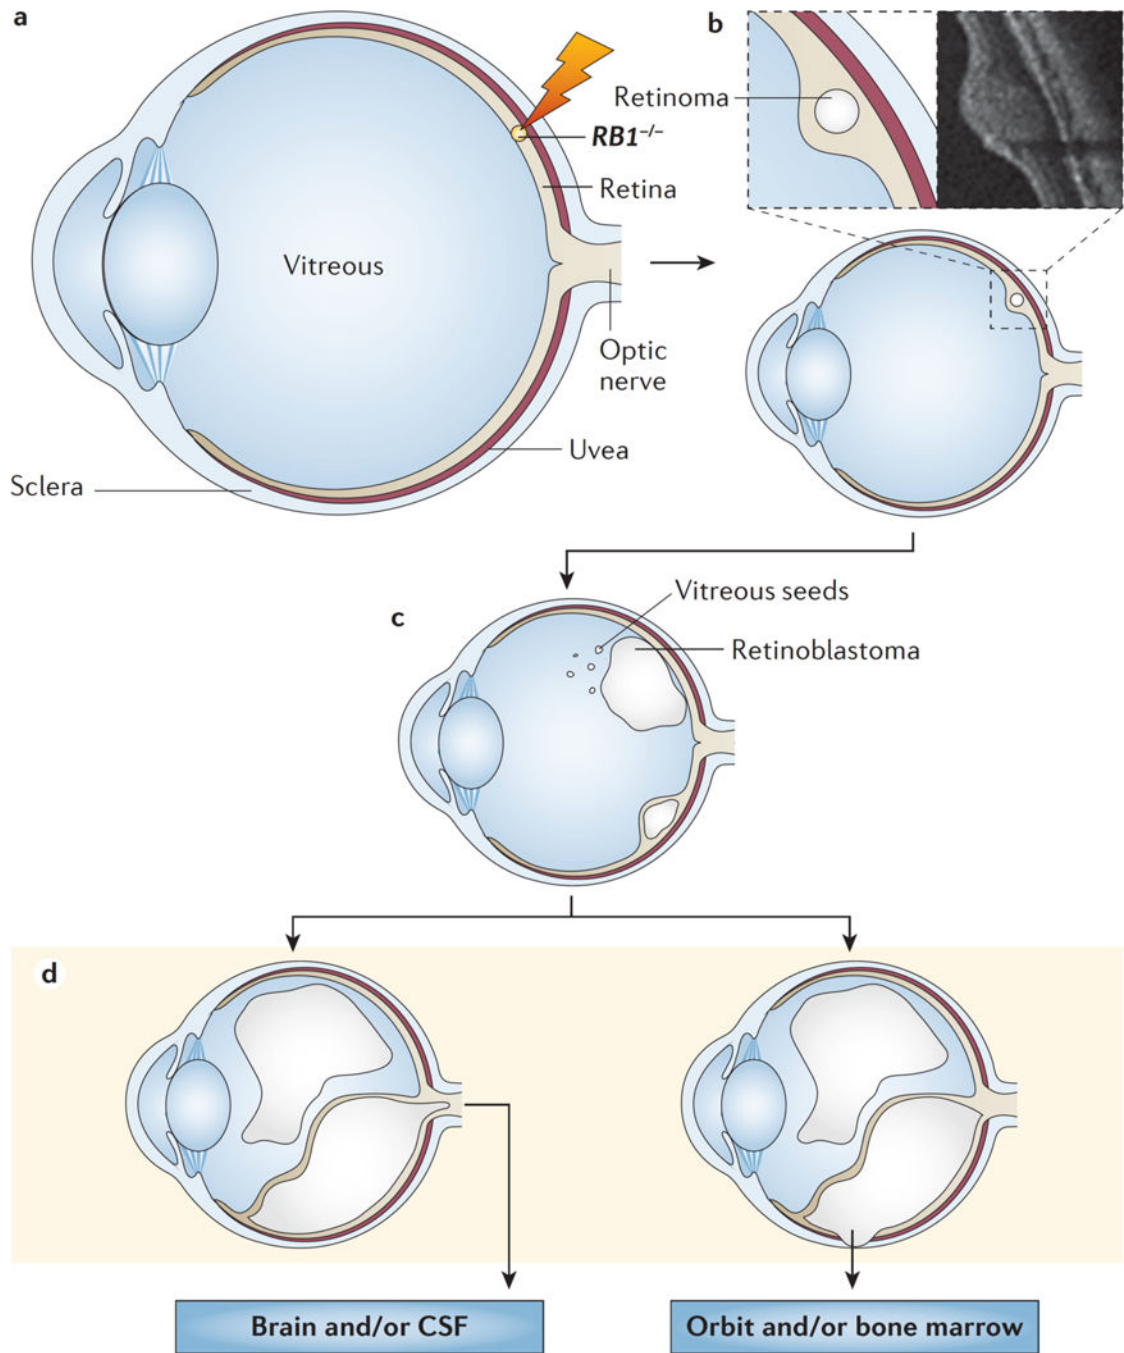 a
b
Retinoma
RB1⁻/⁻
Retina
Vitreous
Optic
nerve
Uvea
Sclera
Vitreous seeds
c
Retinoblastoma
d
Brain and/or CSF
Orbit and/or bone marrow